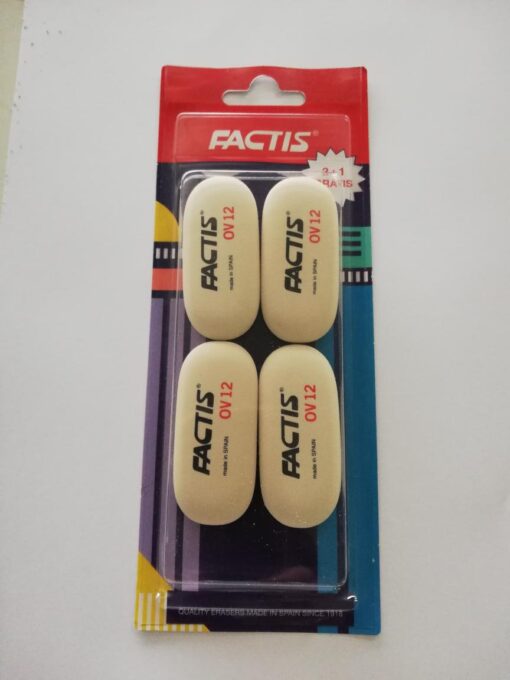 FACTIS®
3+1
GRATIS
FACTIS®
OV 12
made in SPAIN
FACTIS®
OV 12
made in SPAIN
FACTIS®
OV 12
made in SPAIN
FACTIS®
OV 12
made in SPAIN
QUALITY ERASERS MADE IN SPAIN SINCE 1918